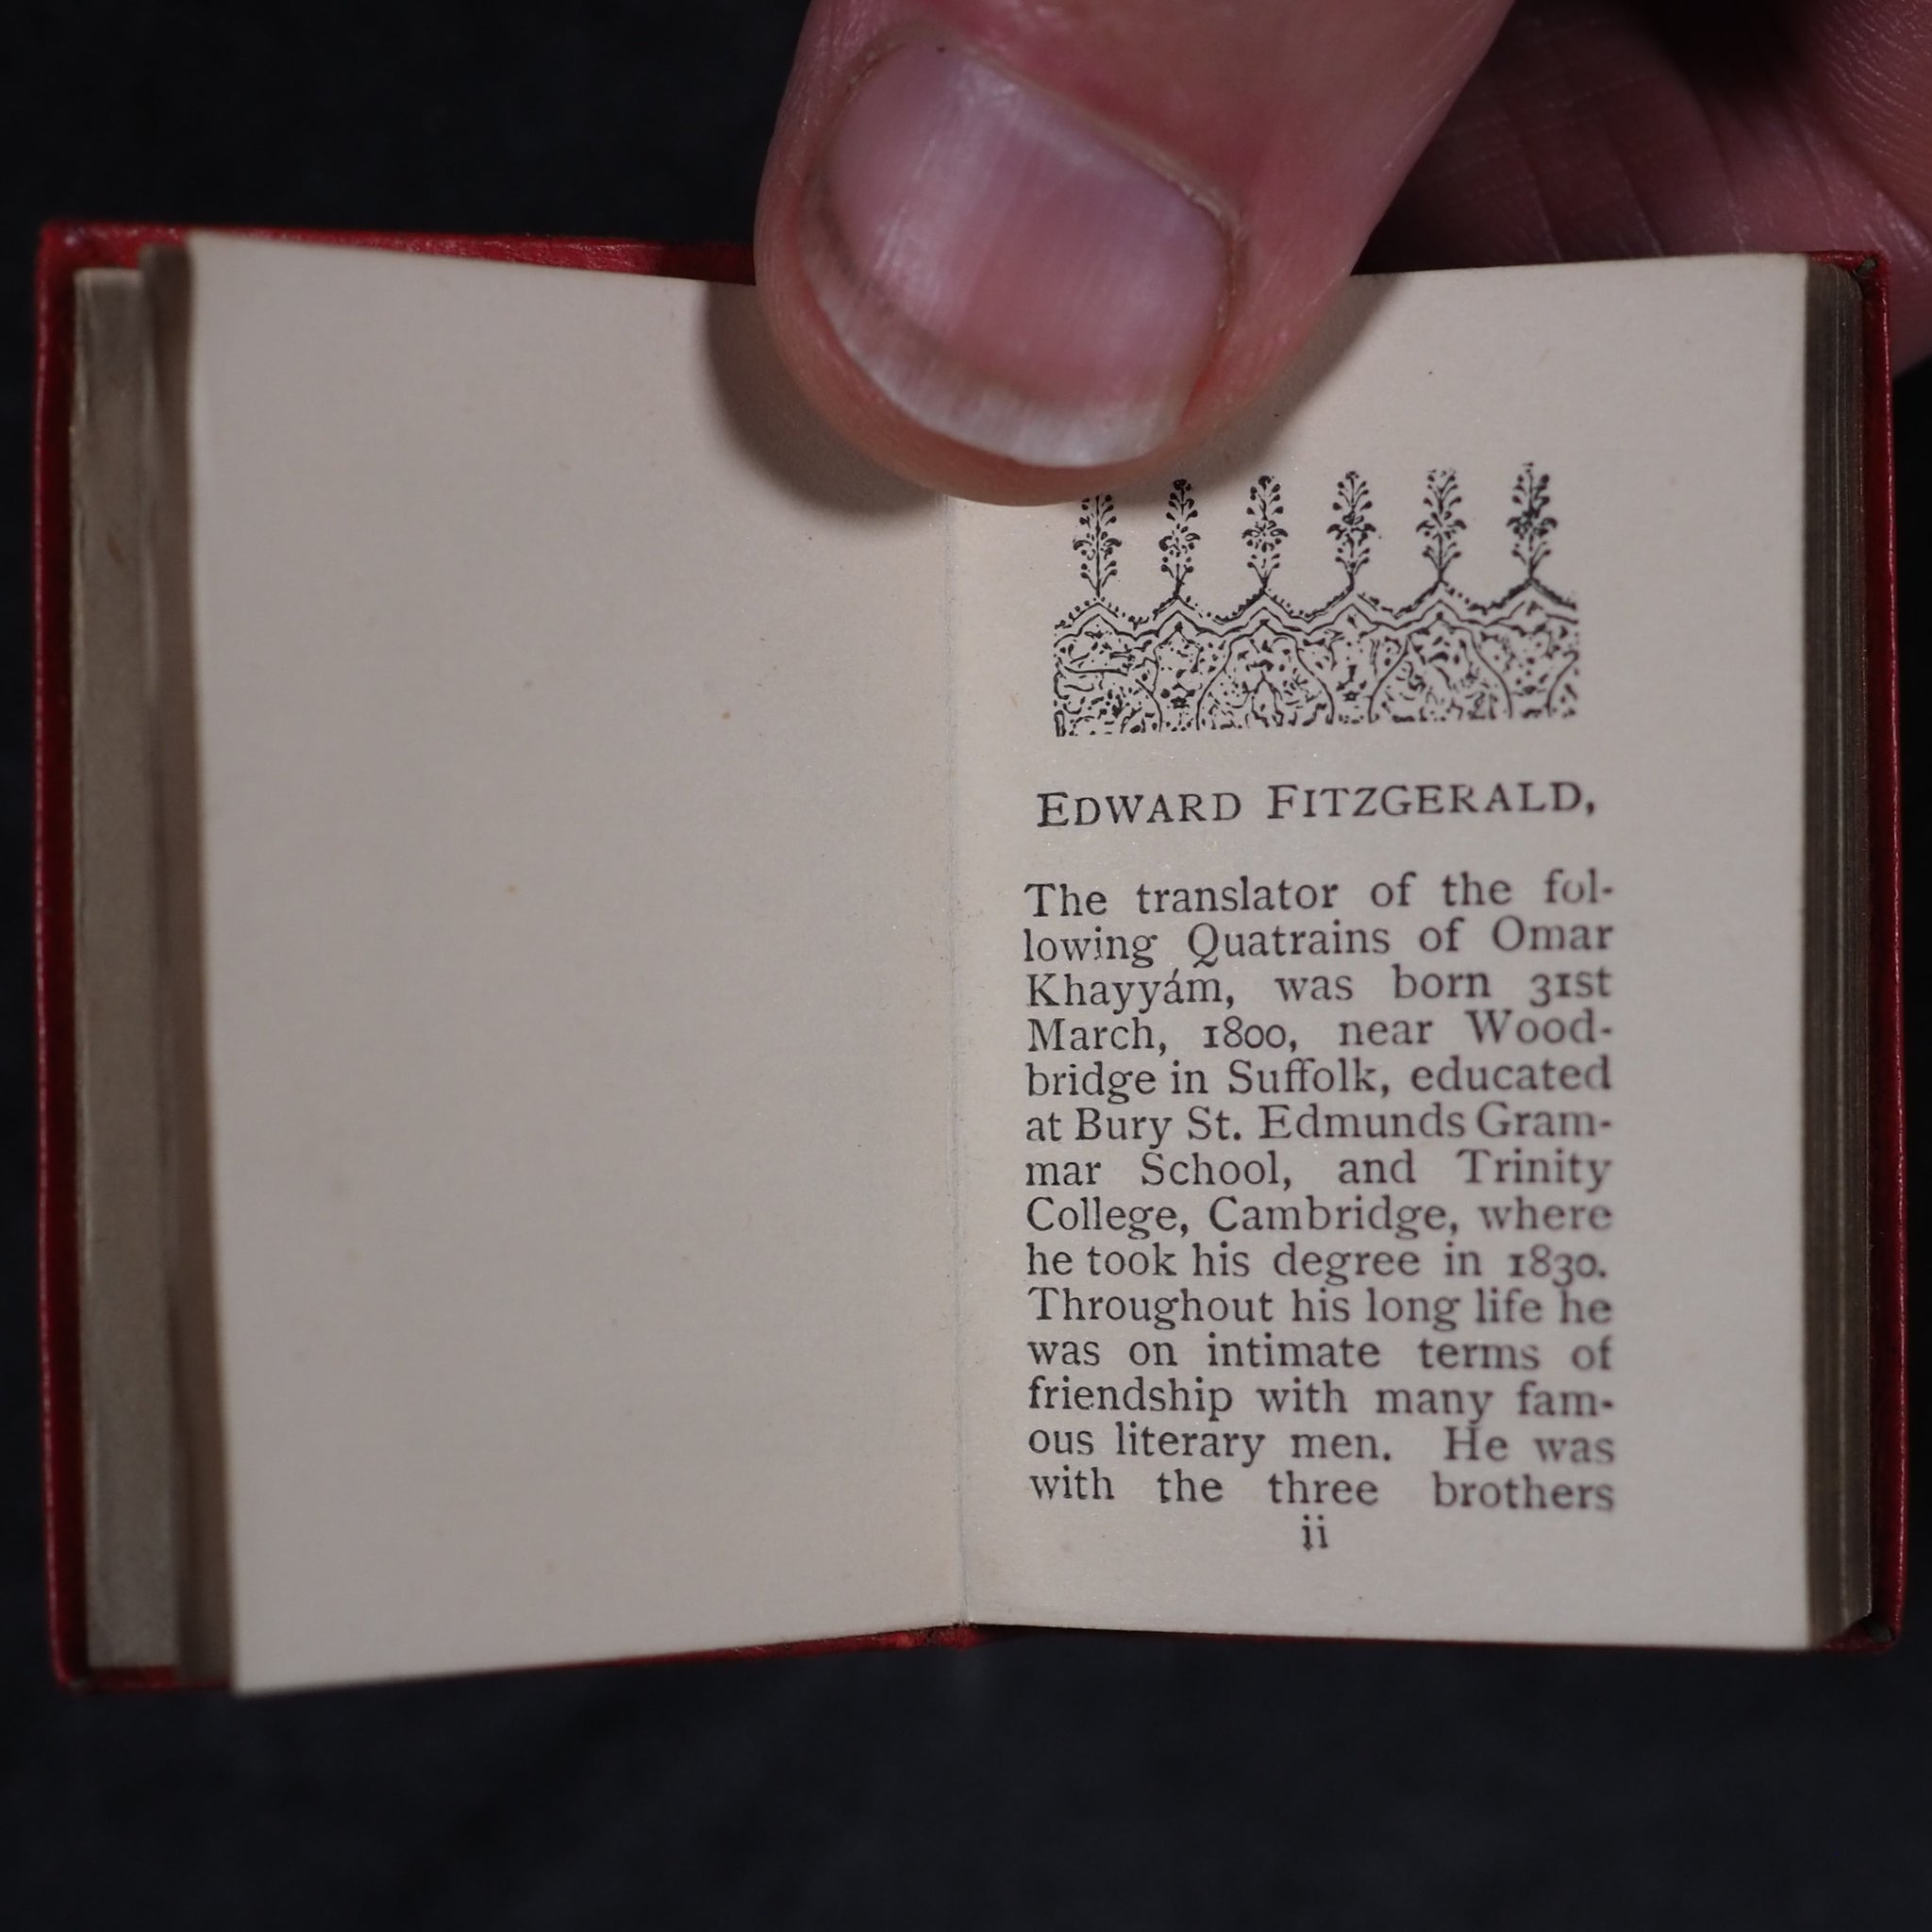 EDWARD FITZGERALD,
The translator of the fol-
lowing Quatrains of Omar
Khayyám, was born 31st
March, 1800, near Wood-
bridge in Suffolk, educated
at Bury St. Edmunds Gram-
mar School, and Trinity
College, Cambridge, where
he took his degree in 1830.
Throughout his long life he
was on intimate terms of
friendship with many fam-
ous literary men. He was
with the three brothers
ii